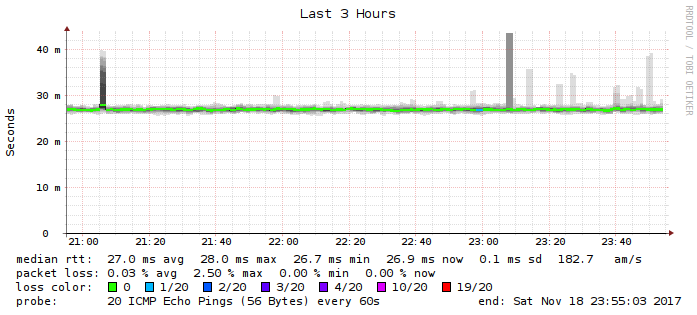 Last 3 Hours
RRDTOOL / TOBI OETIKER
Seconds
40 m
30 m
20 m
10 m
0
21:00 21:20 21:40 22:00 22:20 22:40 23:00 23:20 23:40
median rtt: 27.0 ms avg 28.0 ms max 26.7 ms min 26.9 ms now 0.1 ms sd 182.7 am/s
packet loss: 0.03 % avg 2.50 % max 0.00 % min 0.00 % now
loss color: 0 1/20 2/20 3/20 4/20 10/20 19/20
probe: 20 ICMP Echo Pings (56 Bytes) every 60s end: Sat Nov 18 23:55:03 2017